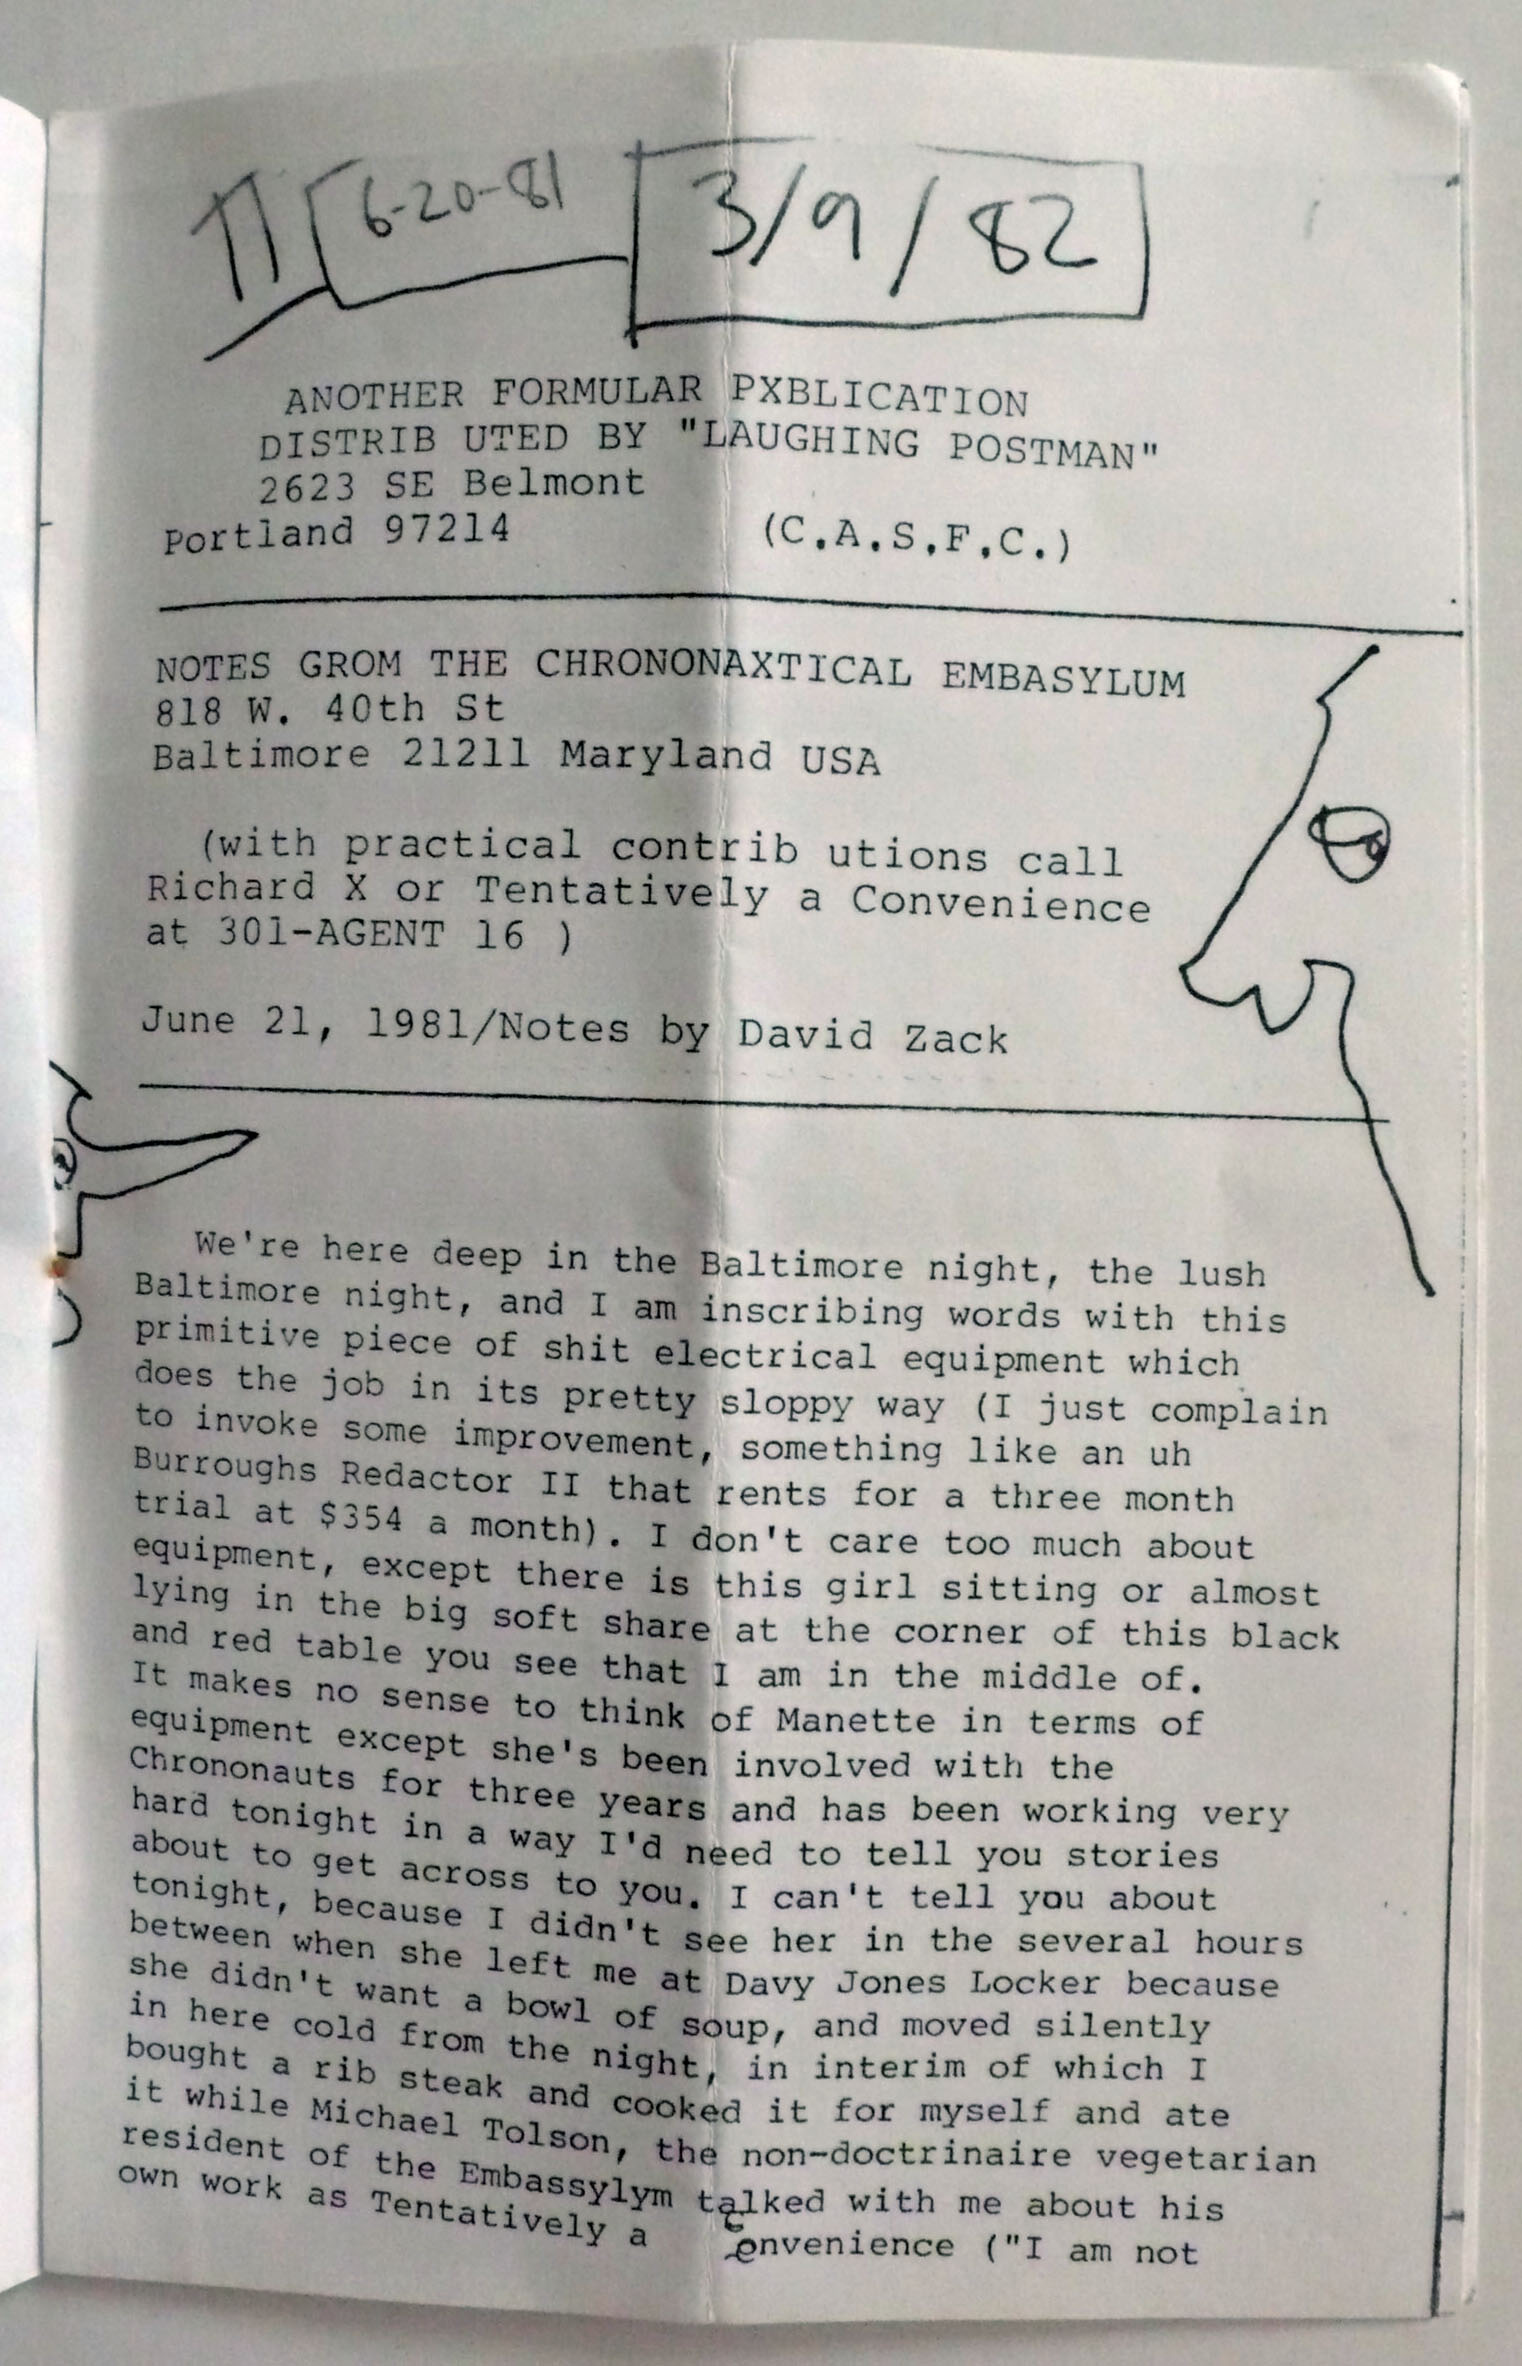 6-20-81 3/9/82
ANOTHER FORMULAR PXBLICATION
DISTRIB UTED BY "LAUGHING POSTMAN"
2623 SE Belmont
Portland 97214 (C.A.S.F.C.)
NOTES GROM THE CHRONONAXTICAL EMBASYLUM
818 W. 40th St
Baltimore 21211 Maryland USA
(with practical contrib utions call
Richard X or Tentatively a Convenience
at 301-AGENT 16 )
June 21, 1981/Notes by David Zack
We're here deep in the Baltimore night, the lush
Baltimore night, and I am inscribing words with this
primitive piece of shit electrical equipment which
does the job in its pretty sloppy way (I just complain
to invoke some improvement, something like an uh
Burroughs Redactor II that rents for a three month
trial at $354 a month). I don't care too much about
equipment, except there is this girl sitting or almost
lying in the big soft share at the corner of this black
and red table you see that I am in the middle of.
It makes no sense to think of Manette in terms of
equipment except she's been involved with the
Chrononauts for three years and has been working very
hard tonight in a way I'd need to tell you stories
about to get across to you. I can't tell you about
tonight, because I didn't see her in the several hours
between when she left me at Davy Jones Locker because
she didn't want a bowl of soup, and moved silently
in here cold from the night, in interim of which I
bought a rib steak and cooked it for myself and ate
it while Michael Tolson, the non-doctrinaire vegetarian
resident of the Embassylym talked with me about his
own work as Tentatively a Convenience ("I am not